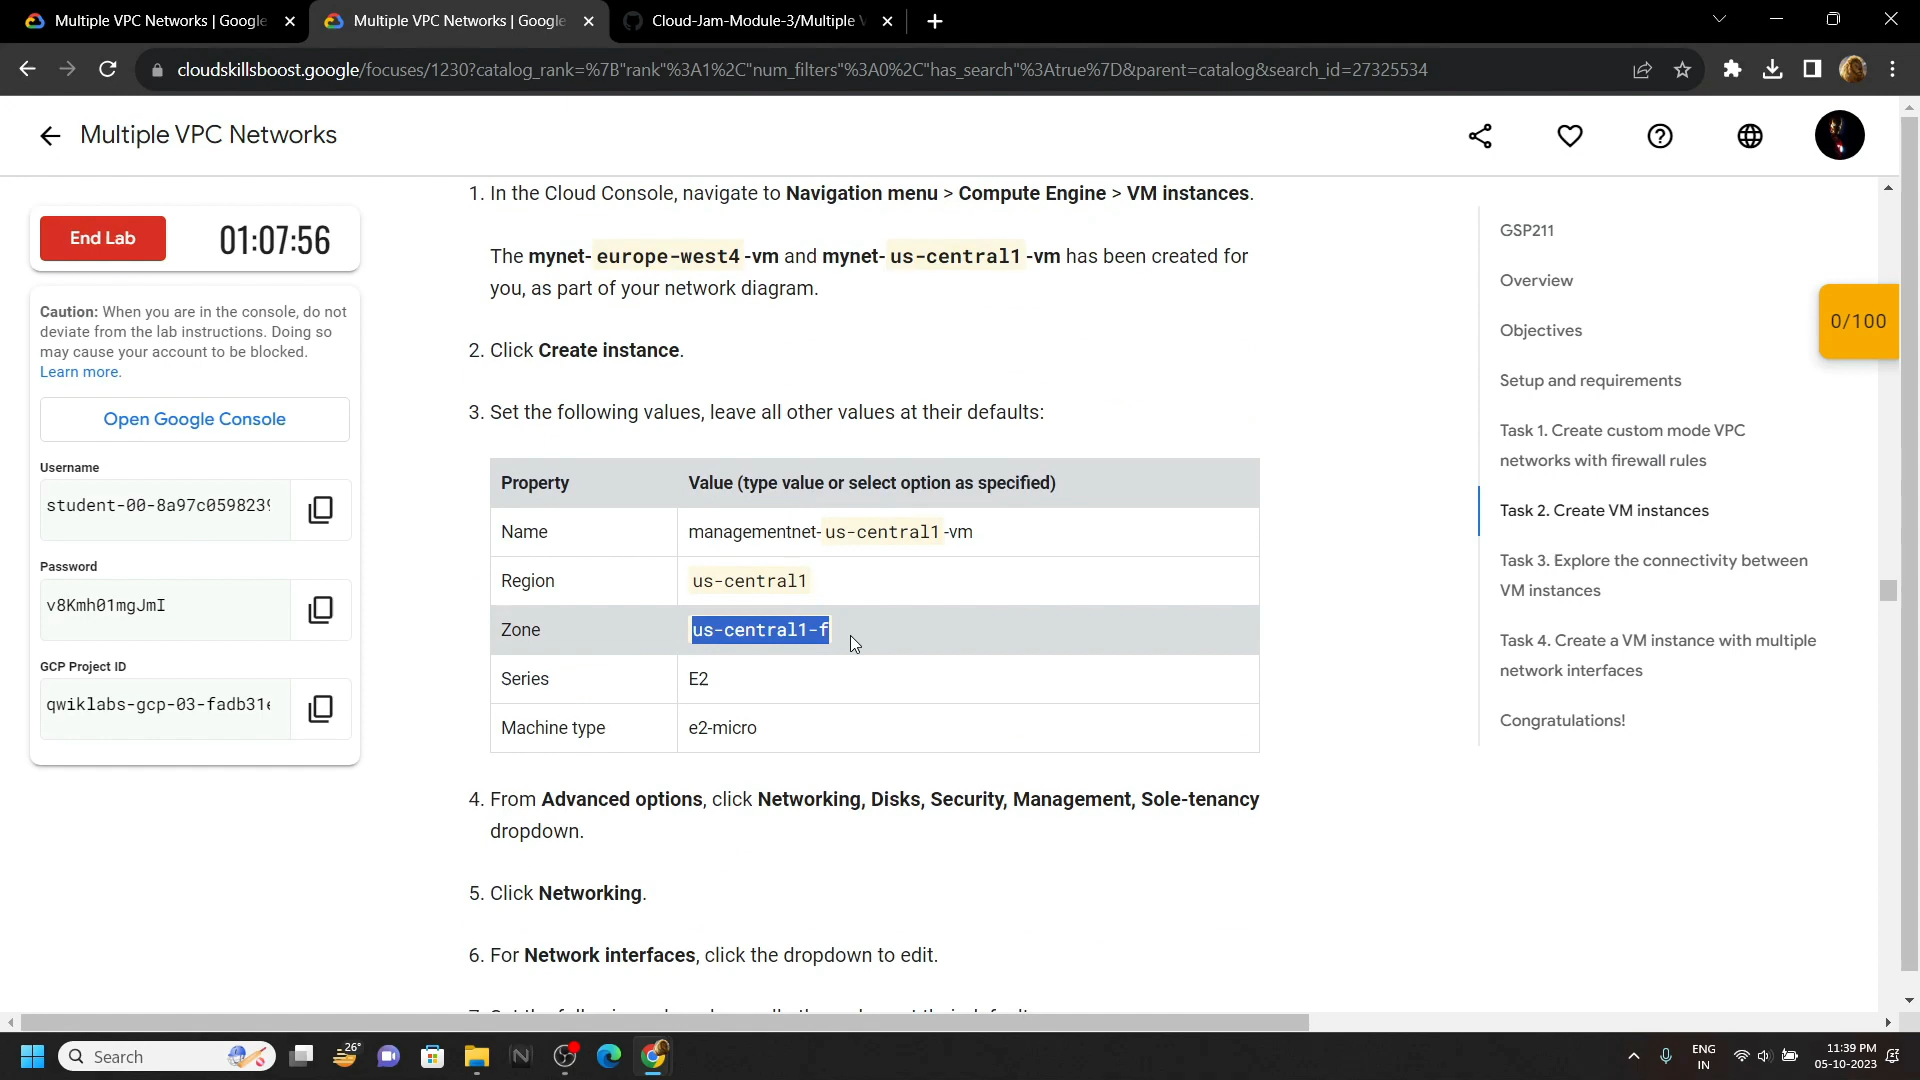 Multiple VPC Networks | Google
Multiple VPC Networks | Google
Cloud-Jam-Module-3/Multiple V
cloudskillsboost.google/focuses/1230?catalog_rank=%7B"rank"%3A1%2C"num_filters"%3A0%2C"has_search"%3Atrue%7D&parent=catalog&search_id=27325534
Multiple VPC Networks
End Lab
01:07:56
Caution: When you are in the console, do not
deviate from the lab instructions. Doing so
may cause your account to be blocked.
Learn more.
Open Google Console
Username
student-00-8a97c0598239
Password
v8Kmh01mgJmI
GCP Project ID
qwiklabs-gcp-03-fadb31e
1. In the Cloud Console, navigate to Navigation menu > Compute Engine > VM instances.
The mynet- europe-west4 -vm and mynet- us-central1 -vm has been created for
you, as part of your network diagram.
2. Click Create instance.
3. Set the following values, leave all other values at their defaults:
Property Value (type value or select option as specified)
Name managementnet- us-central1 -vm
Region us-central1
Zone us-central1-f
Series E2
Machine type e2-micro
4. From Advanced options, click Networking, Disks, Security, Management, Sole-tenancy
dropdown.
5. Click Networking.
6. For Network interfaces, click the dropdown to edit.
GSP211
Overview
Objectives
Setup and requirements
Task 1. Create custom mode VPC
networks with firewall rules
Task 2. Create VM instances
Task 3. Explore the connectivity between
VM instances
Task 4. Create a VM instance with multiple
network interfaces
Congratulations!
0/100
Search
26°
ENG
IN
11:39 PM
05-10-2023